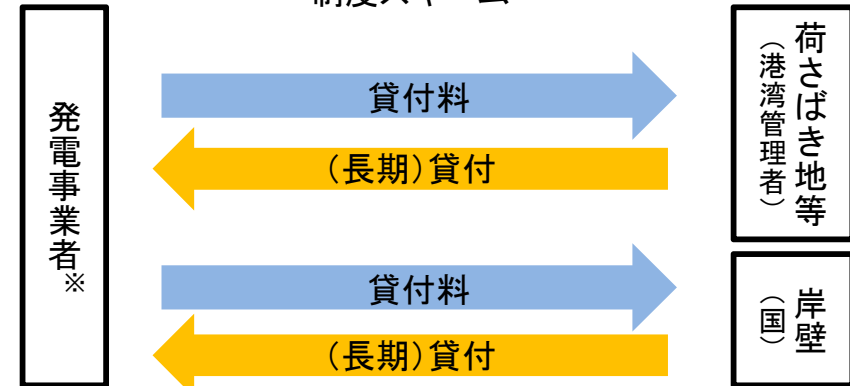 発電事業者※
貸付料
(長期)貸付
荷さばき地等
（港湾管理者）
貸付料
(長期)貸付
岸壁
（国）